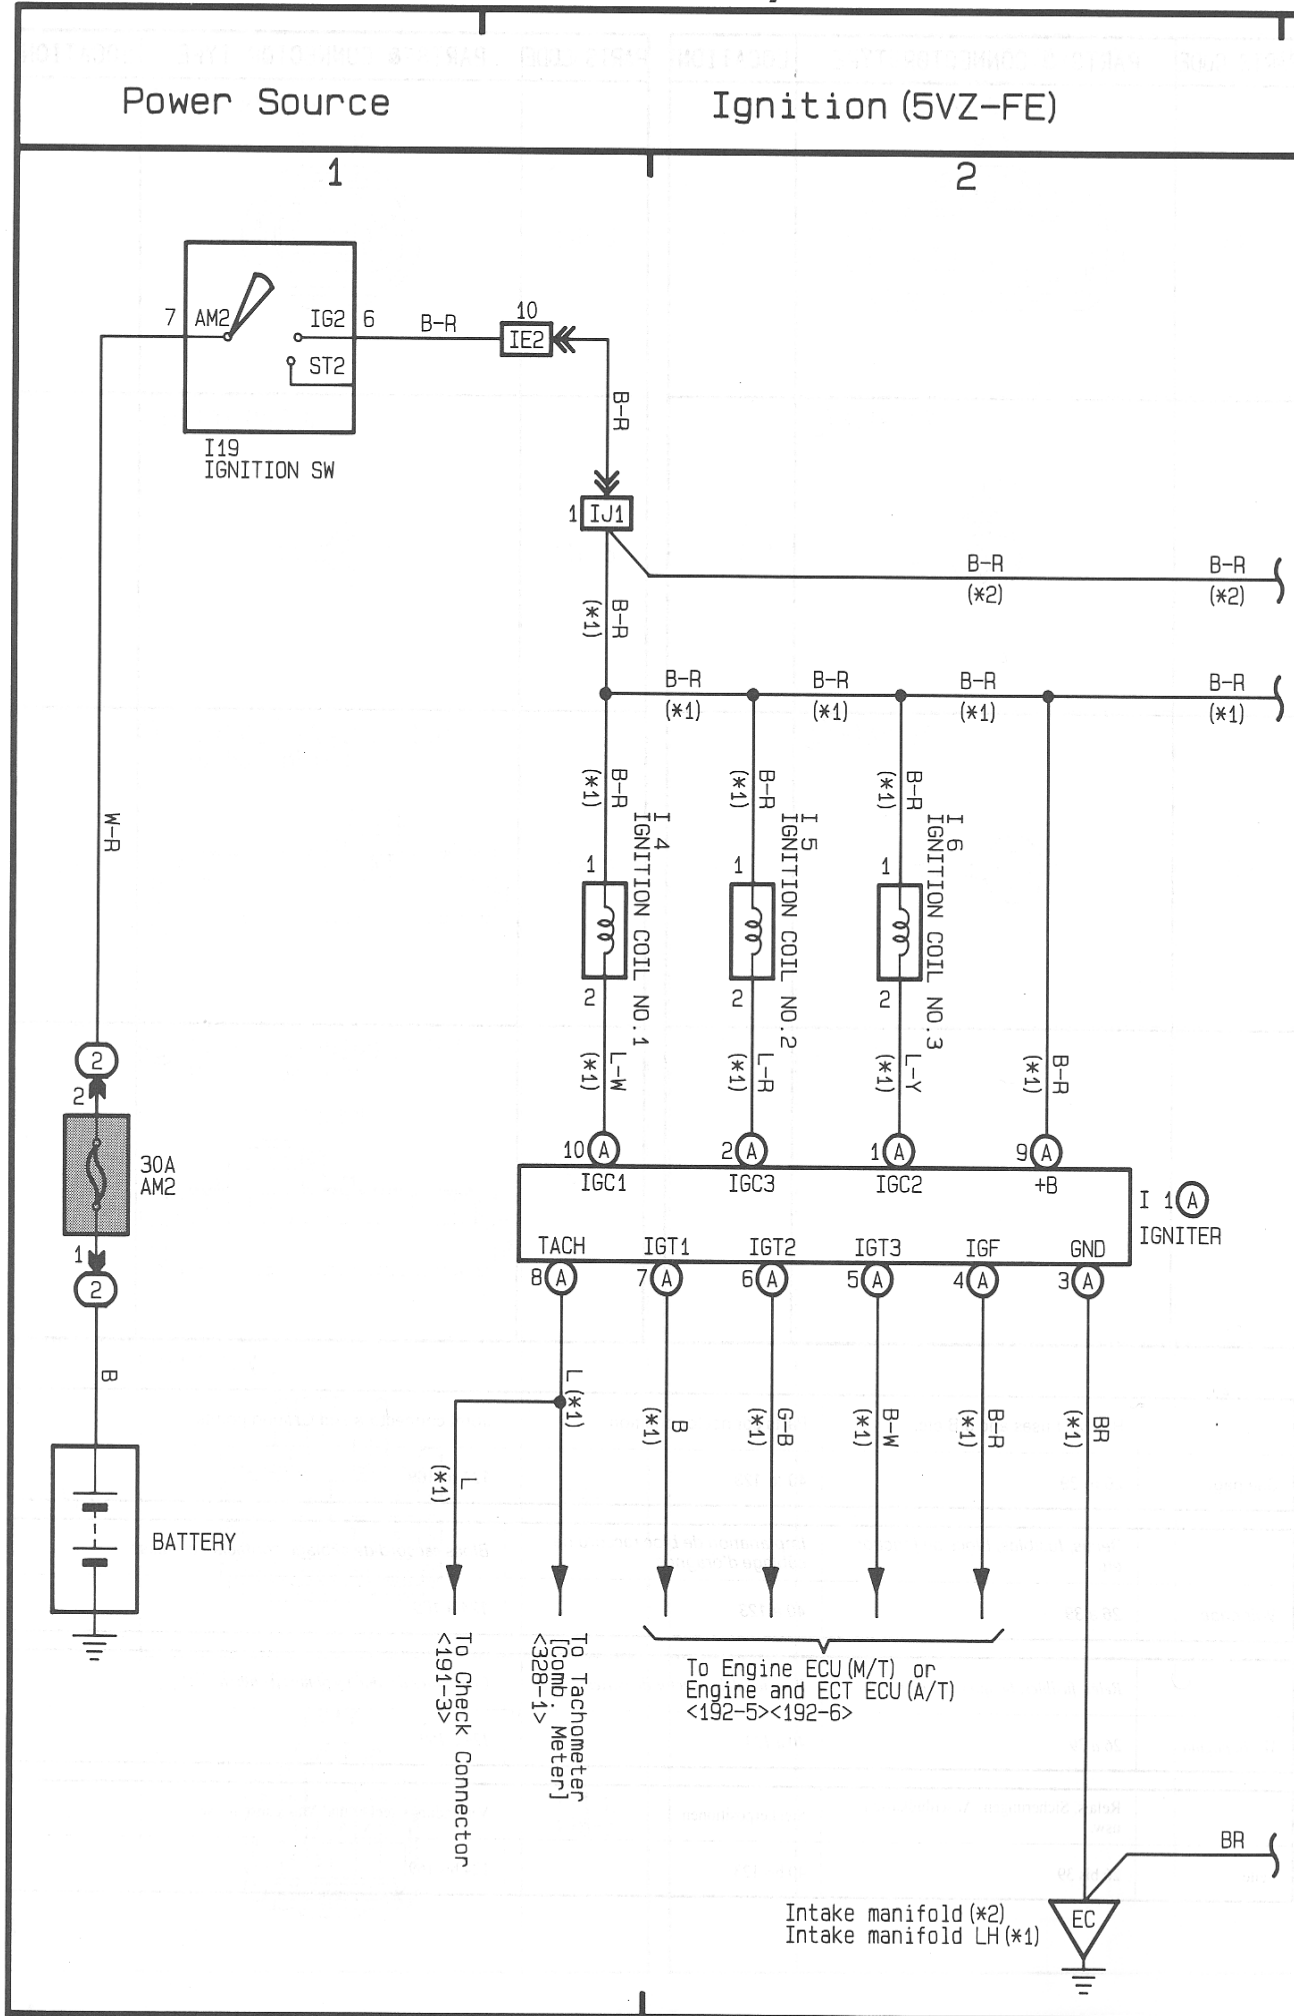 Power Source
Ignition (5VZ-FE)
1
2
7
AM2
IG2
6
ST2
B-R
10
IE2
B-R
I19
IGNITION SW
1
IJ1
B-R
(*2)
B-R
(*2)
B-R
(*1)
B-R
(*1)
B-R
(*1)
B-R
(*1)
B-R
(*1)
B-R
(*1)
B-R
(*1)
B-R
(*1)
W-R
1
I 4
IGNITION COIL NO.1
2
1
I 5
IGNITION COIL NO.2
2
1
I 6
IGNITION COIL NO.3
2
L-W
(*1)
L-R
(*1)
L-Y
(*1)
B-R
(*1)
2
2
30A
AM2
1
2
10 A
2 A
1 A
9 A
IGC1
IGC3
IGC2
+B
I 1 A
IGNITER
TACH
IGT1
IGT2
IGT3
IGF
GND
8 A
7 A
6 A
5 A
4 A
3 A
B
L
(*1)
L
(*1)
B
(*1)
G-B
(*1)
B-W
(*1)
B-R
(*1)
BR
(*1)
BATTERY
To Check Connector
<191-3>
To Tachometer
[Comb. Meter]
<328-1>
To Engine ECU (M/T) or
Engine and ECT ECU (A/T)
<192-5><192-6>
BR
Intake manifold (*2)
Intake manifold LH (*1)
EC